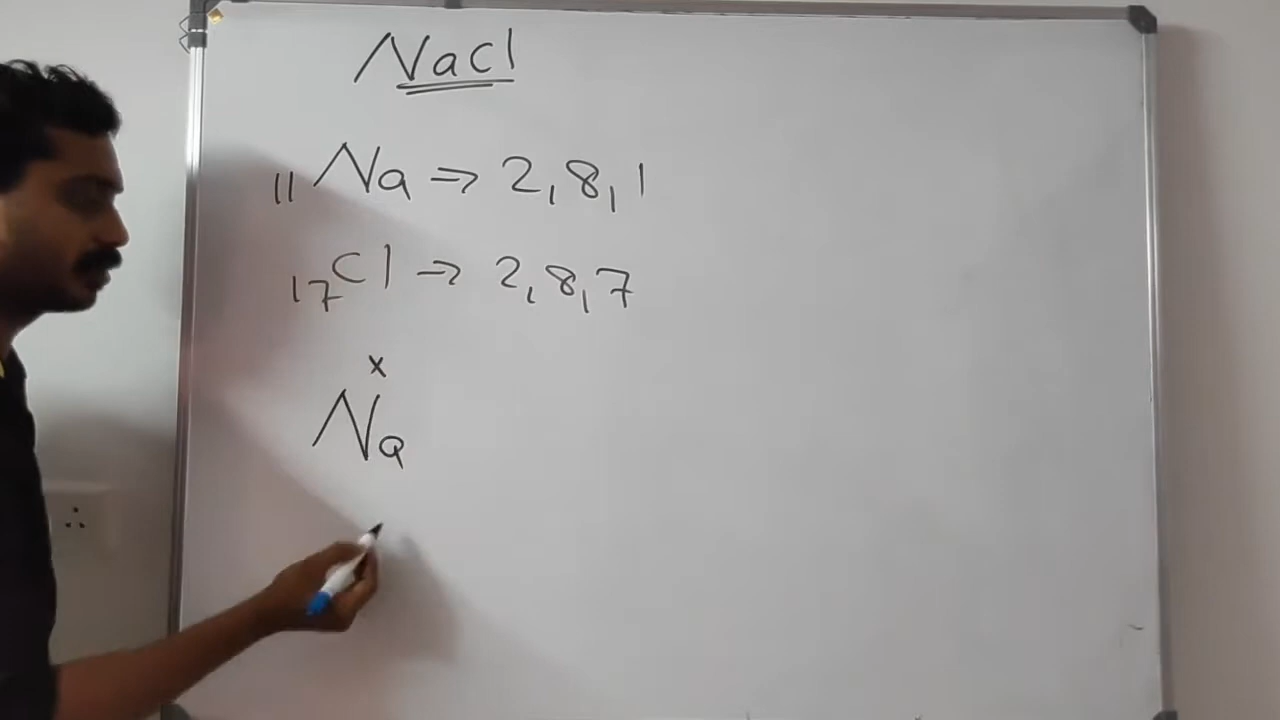 NaCl
11Na ⇒ 2,8,1
17Cl ⇒ 2,8,7
x
Na